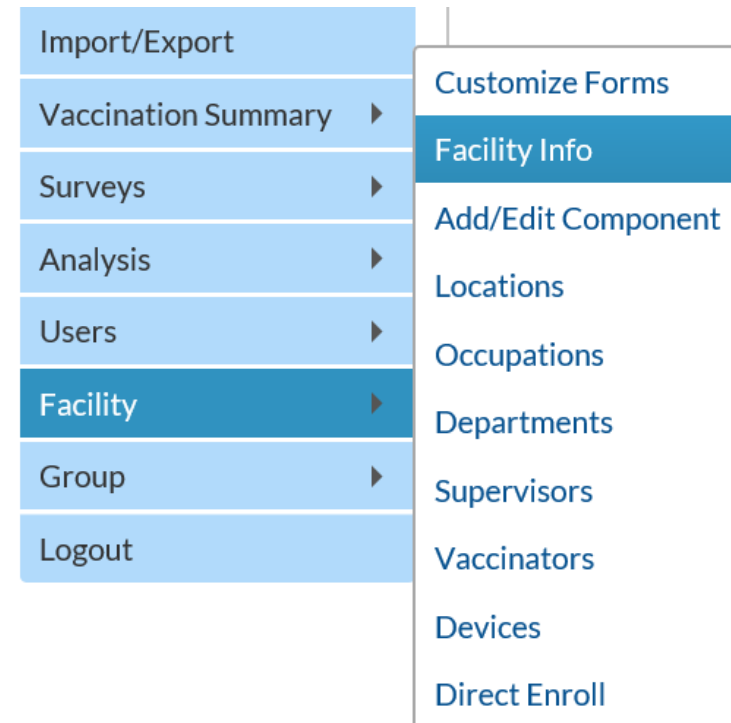 Import/Export
Vaccination Summary
Surveys
Analysis
Users
Facility
Group
Logout
Customize Forms
Facility Info
Add/Edit Component
Locations
Occupations
Departments
Supervisors
Vaccinators
Devices
Direct Enroll